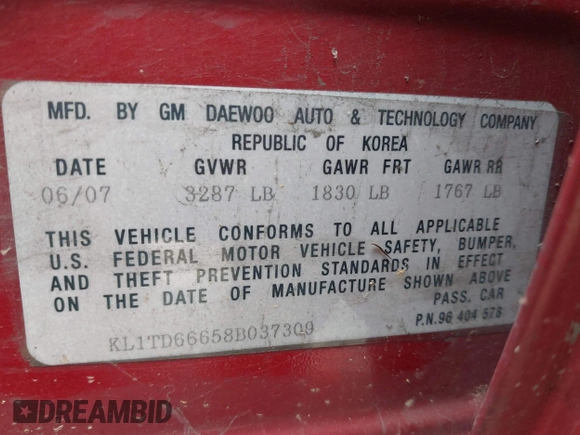 MFD. BY GM DAEWOO AUTO & TECHNOLOGY COMPANY
REPUBLIC OF KOREA
DATE GVWR GAWR FRT GAWR RR
06/07 3287 LB 1830 LB 1767 LB
THIS VEHICLE CONFORMS TO ALL APPLICABLE
U.S. FEDERAL MOTOR VEHICLE SAFETY, BUMPER,
AND THEFT PREVENTION STANDARDS IN EFFECT
ON THE DATE OF MANUFACTURE SHOWN ABOVE
PASS. CAR
P.N.96 404 578
KL1TD66658B037309
DREAMBID